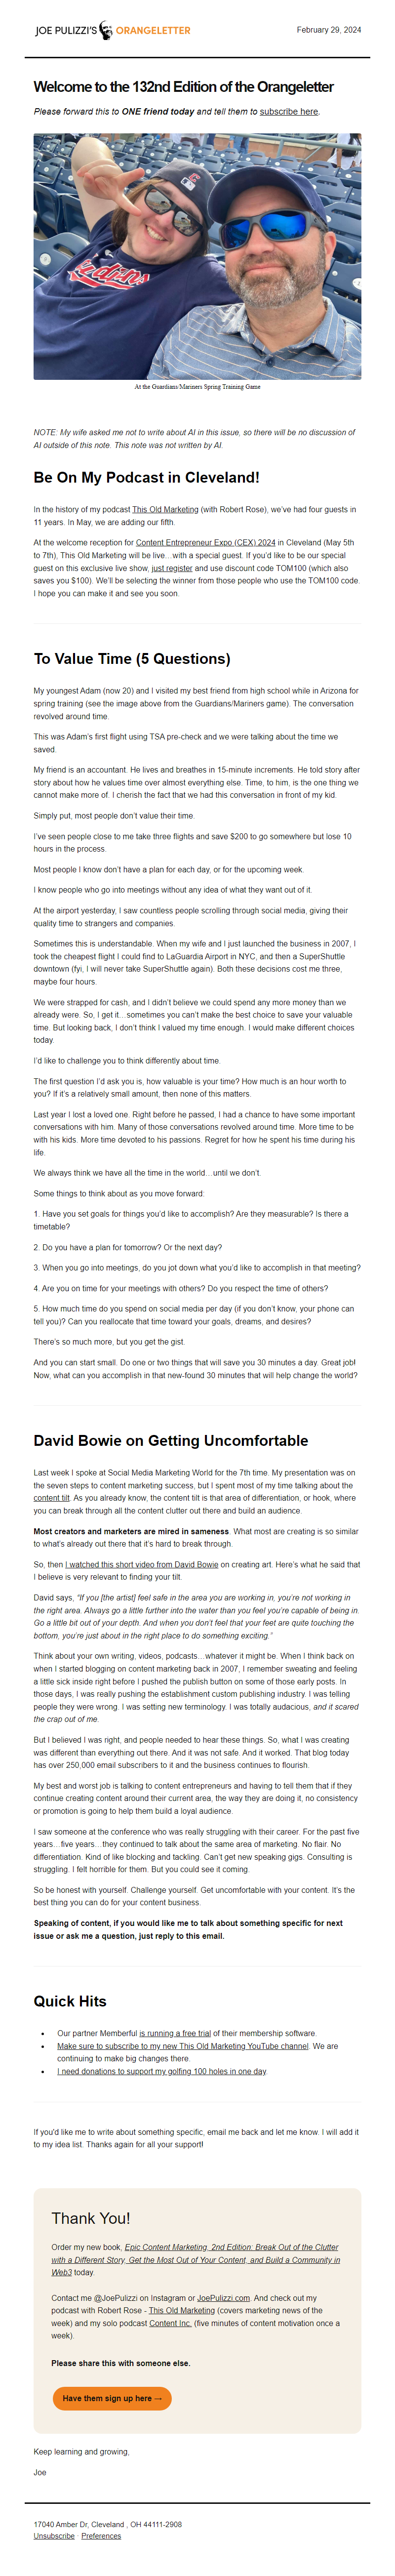 JOE PULIZZI'S ORANGELETTER
February 29, 2024
Welcome to the 132nd Edition of the Orangeletter
Please forward this to ONE friend today and tell them to subscribe here.
At the Guardians/Mariners Spring Training Game
NOTE: My wife asked me not to write about AI in this issue, so there will be no discussion of
AI outside of this note. This note was not written by AI.
Be On My Podcast in Cleveland!
In the history of my podcast This Old Marketing (with Robert Rose), we've had four guests in
11 years. In May, we are adding our fifth.
At the welcome reception for Content Entrepreneur Expo (CEX) 2024 in Cleveland (May 5th
to 7th), This Old Marketing will be live…with a special guest. If you'd like to be our special
guest on this exclusive live show, just register and use discount code TOM100 (which also
saves you $100). We'll be selecting the winner from those people who use the TOM100 code.
I hope you can make it and see you soon.
To Value Time (5 Questions)
My youngest Adam (now 20) and I visited my best friend from high school while in Arizona for
spring training (see the image above from the Guardians/Mariners game). The conversation
revolved around time.
This was Adam's first flight using TSA pre-check and we were talking about the time we
saved.
My friend is an accountant. He lives and breathes in 15-minute increments. He told story after
story about how he values time over almost everything else. Time, to him, is the one thing we
cannot make more of. I cherish the fact that we had this conversation in front of my kid.
Simply put, most people don't value their time.
I've seen people close to me take three flights and save $200 to go somewhere but lose 10
hours in the process.
Most people I know don't have a plan for each day, or for the upcoming week.
I know people who go into meetings without any idea of what they want out of it.
At the airport yesterday, I saw countless people scrolling through social media, giving their
quality time to strangers and companies.
Sometimes this is understandable. When my wife and I just launched the business in 2007, I
took the cheapest flight I could find to LaGuardia Airport in NYC, and then a SuperShuttle
downtown (fyi, I will never take SuperShuttle again). Both these decisions cost me three,
maybe four hours.
We were strapped for cash, and I didn't believe we could spend any more money than we
already were. So, I get it…sometimes you can't make the best choice to save your valuable
time. But looking back, I don't think I valued my time enough. I would make different choices
today.
I'd like to challenge you to think differently about time.
The first question I'd ask you is, how valuable is your time? How much is an hour worth to
you? If it's a relatively small amount, then none of this matters.
Last year I lost a loved one. Right before he passed, I had a chance to have some important
conversations with him. Many of those conversations revolved around time. More time to be
with his kids. More time devoted to his passions. Regret for how he spent his time during his
life.
We always think we have all the time in the world…until we don't.
Some things to think about as you move forward:
1. Have you set goals for things you'd like to accomplish? Are they measurable? Is there a
timetable?
2. Do you have a plan for tomorrow? Or the next day?
3. When you go into meetings, do you jot down what you'd like to accomplish in that meeting?
4. Are you on time for your meetings with others? Do you respect the time of others?
5. How much time do you spend on social media per day (if you don't know, your phone can
tell you)? Can you reallocate that time toward your goals, dreams, and desires?
There's so much more, but you get the gist.
And you can start small. Do one or two things that will save you 30 minutes a day. Great job!
Now, what can you accomplish in that new-found 30 minutes that will help change the world?
David Bowie on Getting Uncomfortable
Last week I spoke at Social Media Marketing World for the 7th time. My presentation was on
the seven steps to content marketing success, but I spent most of my time talking about the
content tilt. As you already know, the content tilt is that area of differentiation, or hook, where
you can break through all the content clutter out there and build an audience.
Most creators and marketers are mired in sameness. What most are creating is so similar
to what's already out there that it's hard to break through.
So, then I watched this short video from David Bowie on creating art. Here's what he said that
I believe is very relevant to finding your tilt.
David says, "If you [the artist] feel safe in the area you are working in, you're not working in
the right area. Always go a little further into the water than you feel you're capable of being in.
Go a little bit out of your depth. And when you don't feel that your feet are quite touching the
bottom, you're just about in the right place to do something exciting."
Think about your own writing, videos, podcasts…whatever it might be. When I think back on
when I started blogging on content marketing back in 2007, I remember sweating and feeling
a little sick inside right before I pushed the publish button on some of those early posts. In
those days, I was really pushing the establishment custom publishing industry. I was telling
people they were wrong. I was setting new terminology. I was totally audacious, and it scared
the crap out of me.
But I believed I was right, and people needed to hear these things. So, what I was creating
was different than everything out there. And it was not safe. And it worked. That blog today
has over 250,000 email subscribers to it and the business continues to flourish.
My best and worst job is talking to content entrepreneurs and having to tell them that if they
continue creating content around their current area, the way they are doing it, no consistency
or promotion is going to help them build a loyal audience.
I saw someone at the conference who was really struggling with their career. For the past five
years…five years…they continued to talk about the same area of marketing. No flair. No
differentiation. Kind of like blocking and tackling. Can't get new speaking gigs. Consulting is
struggling. I felt horrible for them. But you could see it coming.
So be honest with yourself. Challenge yourself. Get uncomfortable with your content. It's the
best thing you can do for your content business.
Speaking of content, if you would like me to talk about something specific for next
issue or ask me a question, just reply to this email.
Quick Hits
• Our partner Memberful is running a free trial of their membership software.
• Make sure to subscribe to my new This Old Marketing YouTube channel. We are
continuing to make big changes there.
• I need donations to support my golfing 100 holes in one day.
If you'd like me to write about something specific, email me back and let me know. I will add it
to my idea list. Thanks again for all your support!
Thank You!
Order my new book, Epic Content Marketing, 2nd Edition: Break Out of the Clutter
with a Different Story, Get the Most Out of Your Content, and Build a Community in
Web3 today.
Contact me @JoePulizzi on Instagram or JoePulizzi.com. And check out my
podcast with Robert Rose - This Old Marketing (covers marketing news of the
week) and my solo podcast Content Inc. (five minutes of content motivation once a
week).
Please share this with someone else.
Have them sign up here →
Keep learning and growing,
Joe
17040 Amber Dr, Cleveland , OH 44111-2908
Unsubscribe · Preferences